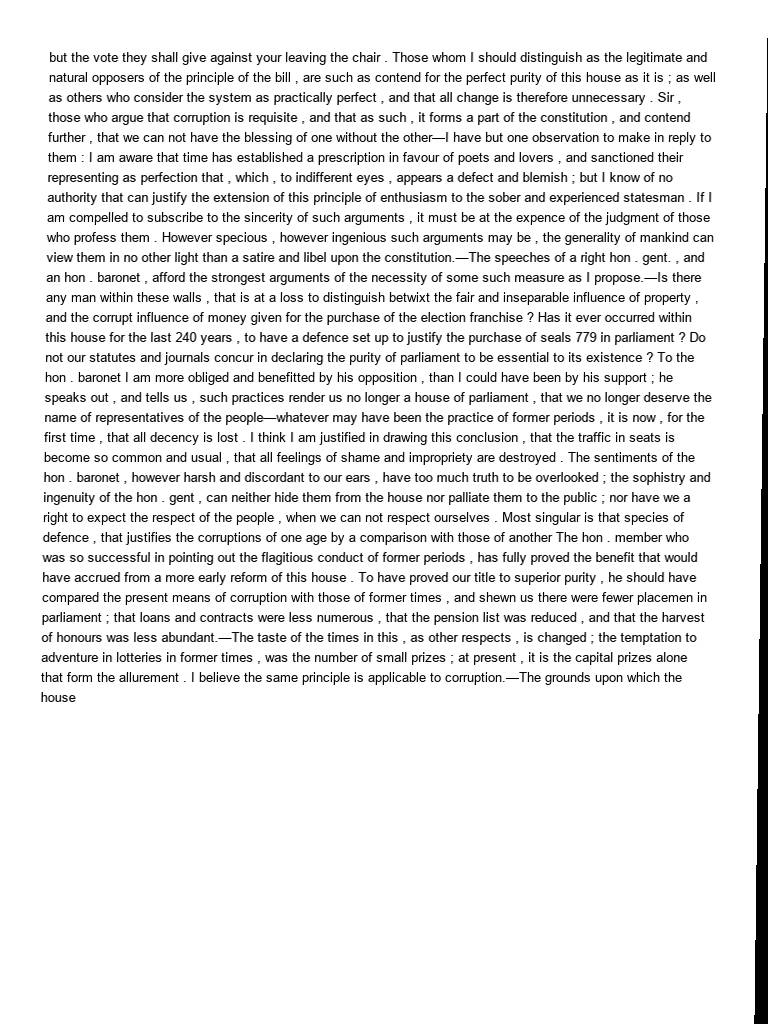 but the vote they shall give against your leaving the chair . Those whom I should distinguish as the legitimate and
natural opposers of the principle of the bill , are such as contend for the perfect purity of this house as it is ; as well
as others who consider the system as practically perfect , and that all change is therefore unnecessary . Sir ,
those who argue that corruption is requisite , and that as such , it forms a part of the constitution , and contend
further , that we can not have the blessing of one without the other—I have but one observation to make in reply to
them : I am aware that time has established a prescription in favour of poets and lovers , and sanctioned their
representing as perfection that , which , to indifferent eyes , appears a defect and blemish ; but I know of no
authority that can justify the extension of this principle of enthusiasm to the sober and experienced statesman . If I
am compelled to subscribe to the sincerity of such arguments , it must be at the expence of the judgment of those
who profess them . However specious , however ingenious such arguments may be , the generality of mankind can
view them in no other light than a satire and libel upon the constitution.—The speeches of a right hon . gent. , and
an hon . baronet , afford the strongest arguments of the necessity of some such measure as I propose.—Is there
any man within these walls , that is at a loss to distinguish betwixt the fair and inseparable influence of property ,
and the corrupt influence of money given for the purchase of the election franchise ? Has it ever occurred within
this house for the last 240 years , to have a defence set up to justify the purchase of seals 779 in parliament ? Do
not our statutes and journals concur in declaring the purity of parliament to be essential to its existence ? To the
hon . baronet I am more obliged and benefitted by his opposition , than I could have been by his support ; he
speaks out , and tells us , such practices render us no longer a house of parliament , that we no longer deserve the
name of representatives of the people—whatever may have been the practice of former periods , it is now , for the
first time , that all decency is lost . I think I am justified in drawing this conclusion , that the traffic in seats is
become so common and usual , that all feelings of shame and impropriety are destroyed . The sentiments of the
hon . baronet , however harsh and discordant to our ears , have too much truth to be overlooked ; the sophistry and
ingenuity of the hon . gent , can neither hide them from the house nor palliate them to the public ; nor have we a
right to expect the respect of the people , when we can not respect ourselves . Most singular is that species of
defence , that justifies the corruptions of one age by a comparison with those of another The hon . member who
was so successful in pointing out the flagitious conduct of former periods , has fully proved the benefit that would
have accrued from a more early reform of this house . To have proved our title to superior purity , he should have
compared the present means of corruption with those of former times , and shewn us there were fewer placemen in
parliament ; that loans and contracts were less numerous , that the pension list was reduced , and that the harvest
of honours was less abundant.—The taste of the times in this , as other respects , is changed ; the temptation to
adventure in lotteries in former times , was the number of small prizes ; at present , it is the capital prizes alone
that form the allurement . I believe the same principle is applicable to corruption.—The grounds upon which the
house